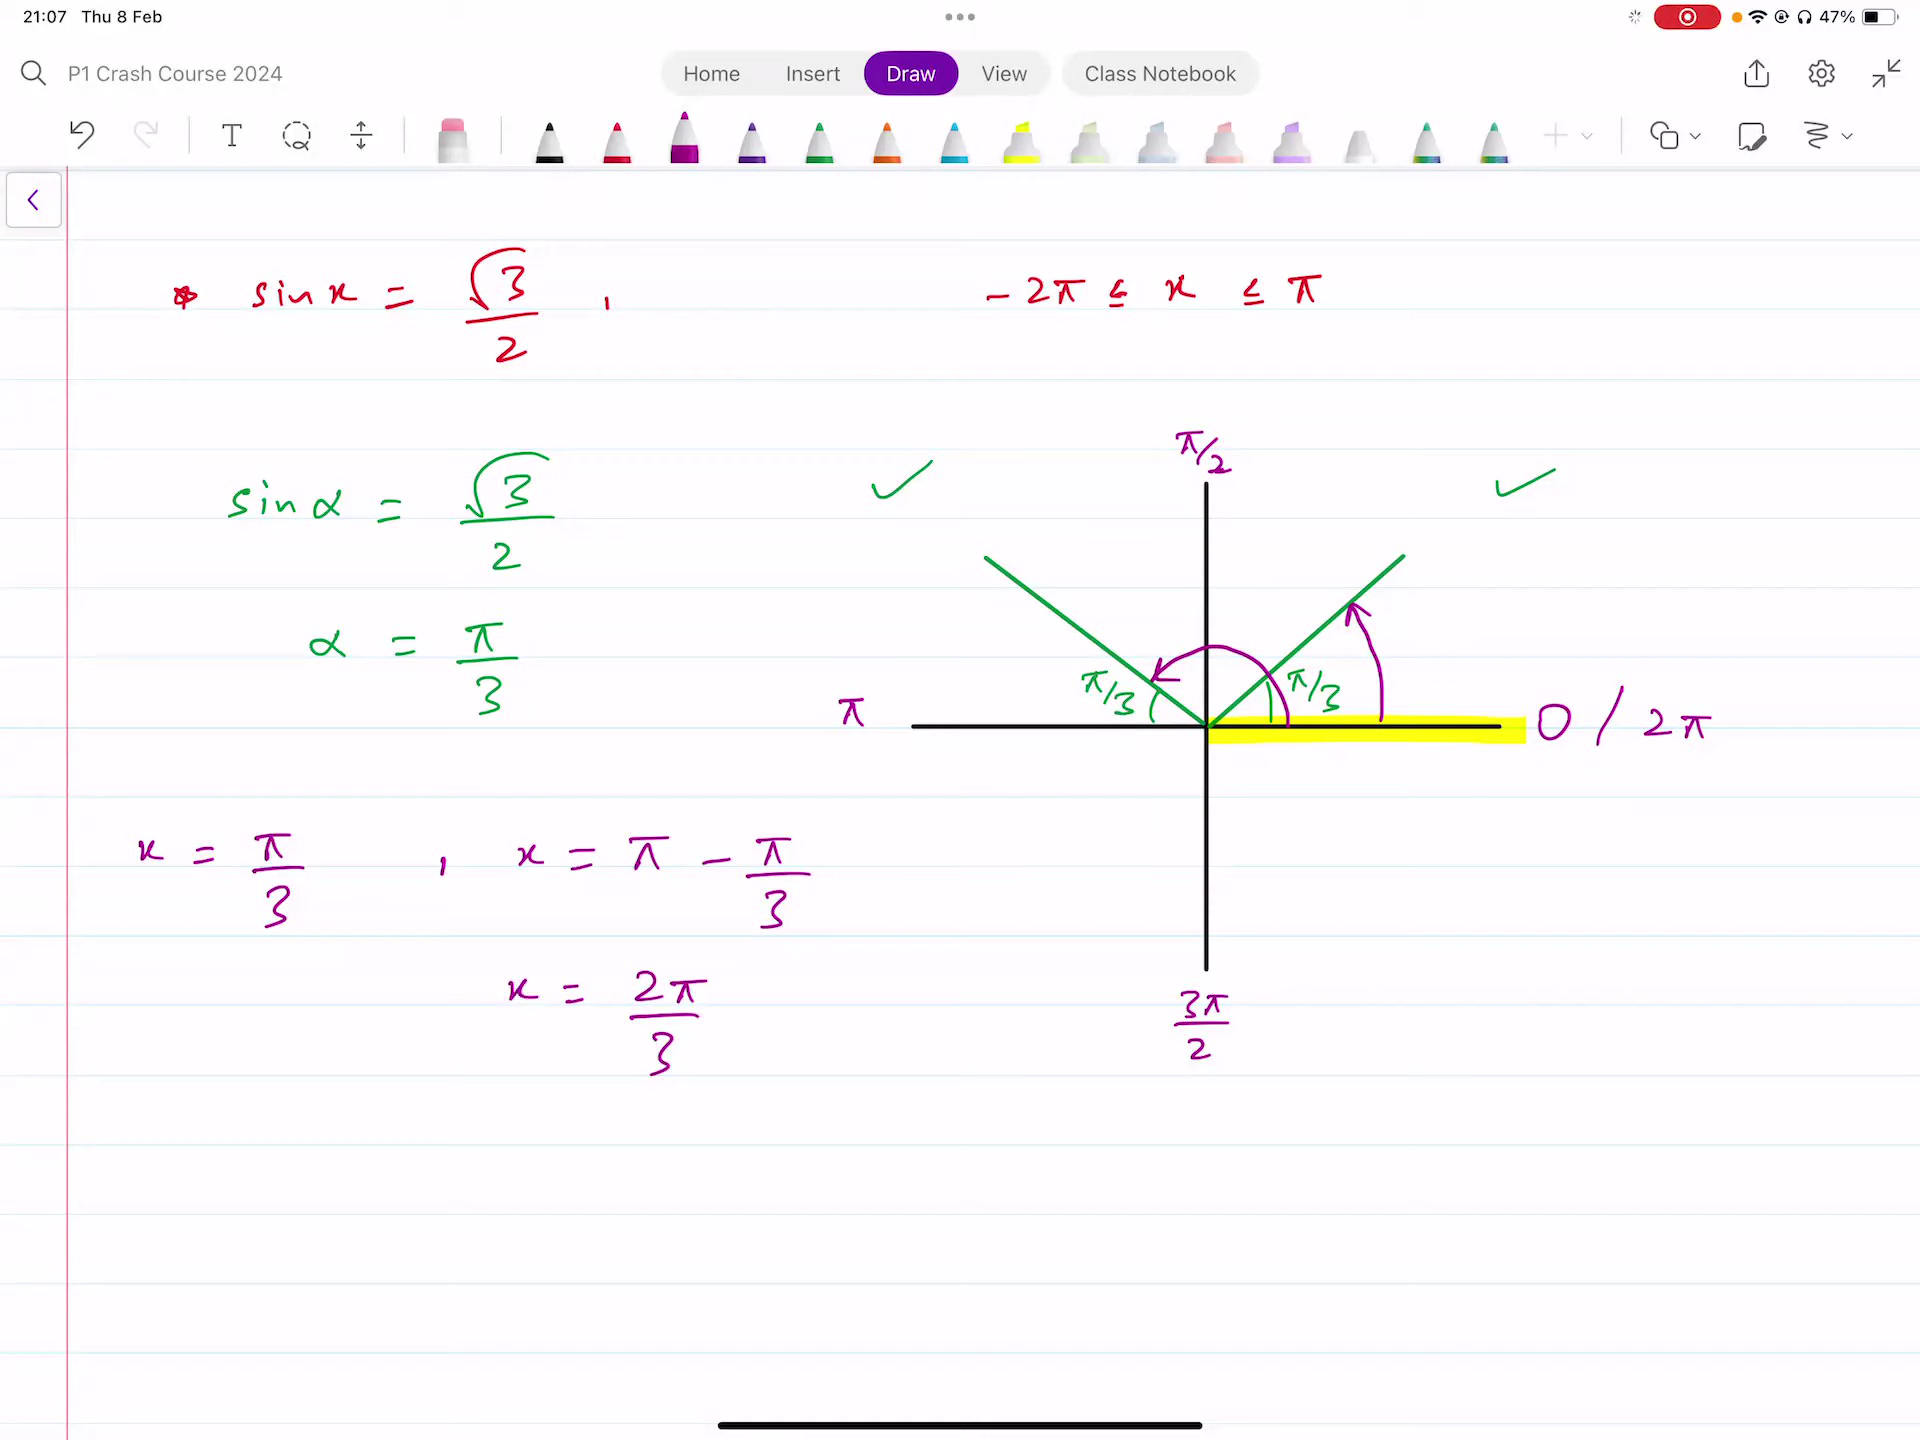 21:07 Thu 8 Feb 47%
P1 Crash Course 2024 Home Insert Draw View Class Notebook
* sin x = √3/2 , -2π ≤ x ≤ π
sin α = √3/2
α = π/3
π/2
π/3 π/3
π 0 / 2π
x = π/3 , x = π - π/3
x = 2π/3
3π/2